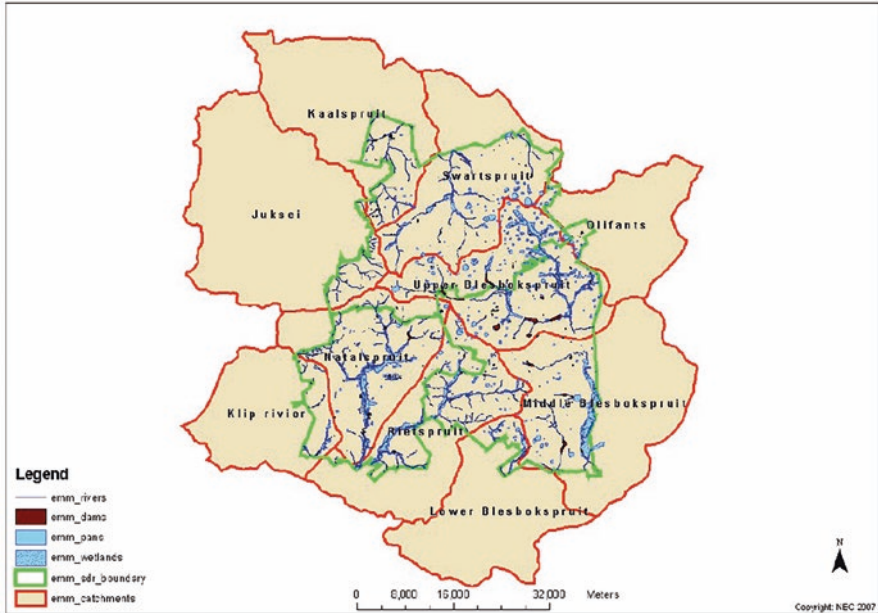 Kaalspruit
Swartspruit
Juksei
Olifants
Upper Blesbokspruit
Natalspruit
Klip rivior
Middle Blesbokspruit
Rietspruit
Lower Blesbokspruit
Legend
emm_rivers
emm_dams
emm_pans
emm_wetlands
emm_sdr_boundary
emm_catchments
N
0 8,000 16,000 32,000 Meters
Copyright: NEC 2007